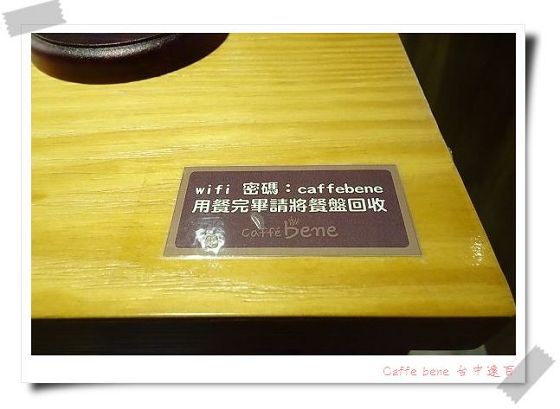 wifi 密碼：caffebene
用餐完畢請將餐盤回收
Caffé bene
Caffe bene 台中遠百